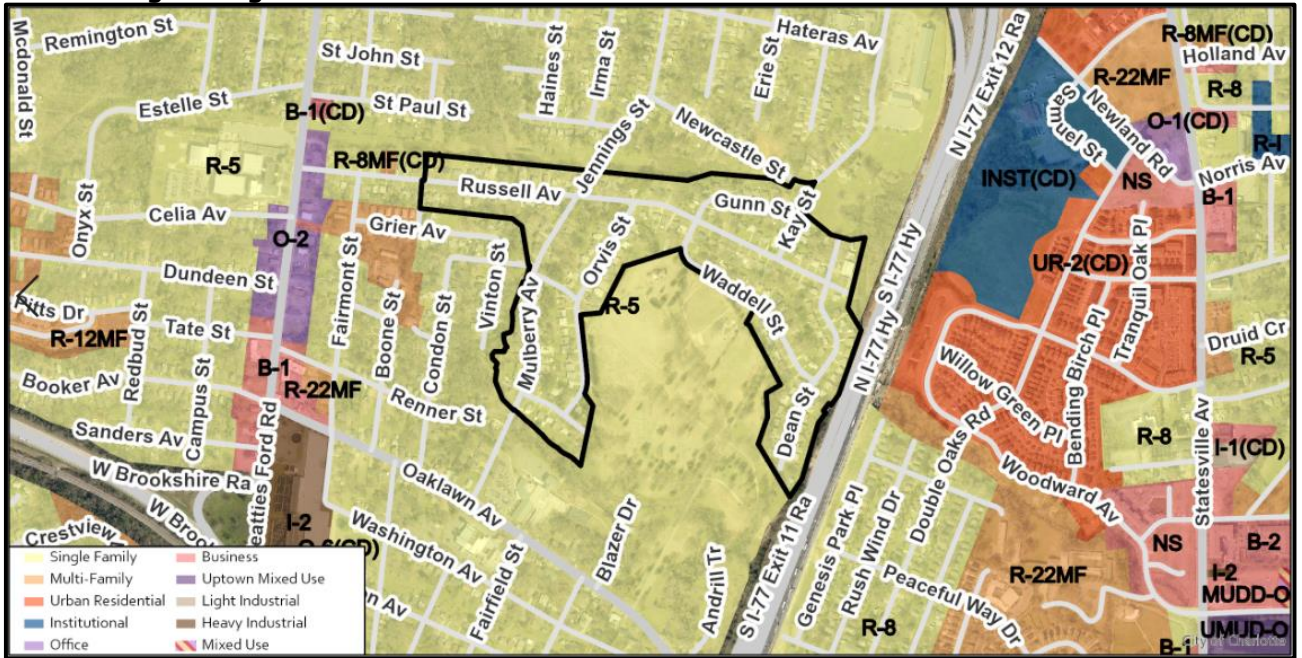 Mcdonald St
Remington St
St John St
Haines St
Irma St
Hateras Av
Erie St
N I-77 Exit 12 Ra
R-8MF(CD)
Holland Av
Estelle St
B-1(CD)
St Paul St
Jennings St
Newcastle St
R-22MF
R-8
Samuel St
Newland Rd
O-1(CD)
R-I
R-5
R-8MF(CD)
Russell Av
Gunn St
Kay St
INST(CD)
NS
Norris Av
B-1
Onyx St
Celia Av
Grier Av
Orvis St
O-2
Fairmont St
Vinton St
Dundeen St
Waddell St
N I-77 Hy S I-77 Hy
UR-2(CD)
Tranquil Oak Pl
Pitts Dr
R-12MF
Redbud St
Tate St
Boone St
Condon St
Mulberry Av
R-5
Bending Birch Pl
Druid Cr
R-5
Booker Av
Campus St
B-1
R-22MF
Renner St
Dean St
N I-77 Hy S I-77 Hy
Willow Green Pl
Statesville Av
Sanders Av
W Brookshire Ra
Beatties Ford Rd
Oaklawn Av
Double Oaks Rd
Woodward Av
R-8
I-1(CD)
W Broo
Crestview
I-2
Washington Av
Fairfield St
Blazer Dr
Andrill Tr
S I-77 Exit 11 Ra
Genesis Park Pl
Rush Wind Dr
Peaceful Way Dr
R-8
R-22MF
NS
B-2
I-2
MUDD-O
UMUD-O
B-1
City of Charlotte
Single Family
Business
Multi-Family
Uptown Mixed Use
Urban Residential
Light Industrial
Institutional
Heavy Industrial
Office
Mixed Use